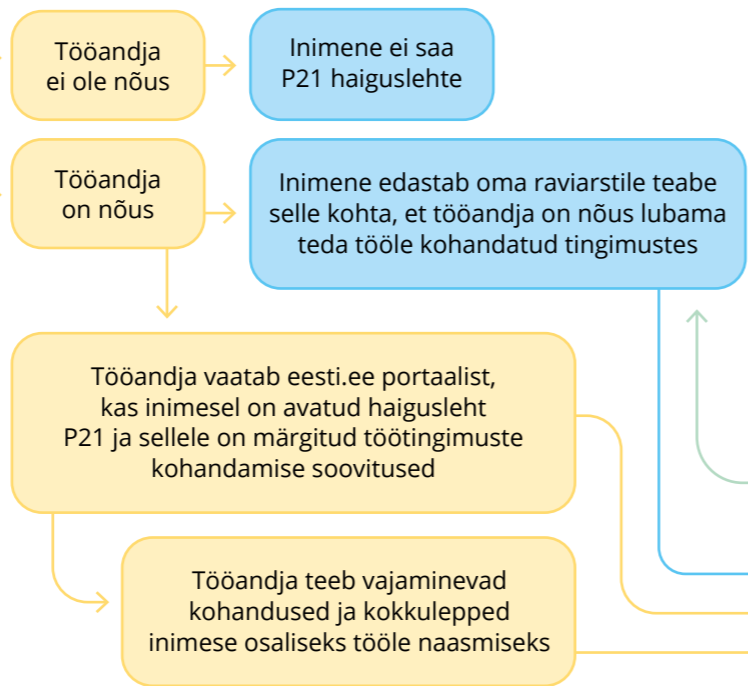 Tööandja
ei ole nõus
Inimene ei saa
P21 haiguslehte
Tööandja
on nõus
Inimene edastab oma raviarstile teabe
selle kohta, et tööandja on nõus lubama
teda tööle kohandatud tingimustes
Tööandja vaatab eesti.ee portaalist,
kas inimesel on avatud haigusleht
P21 ja sellele on märgitud töötingimuste
kohandamise soovitused
Tööandja teeb vajaminevad
kohandused ja kokkulepped
inimese osaliseks tööle naasmiseks